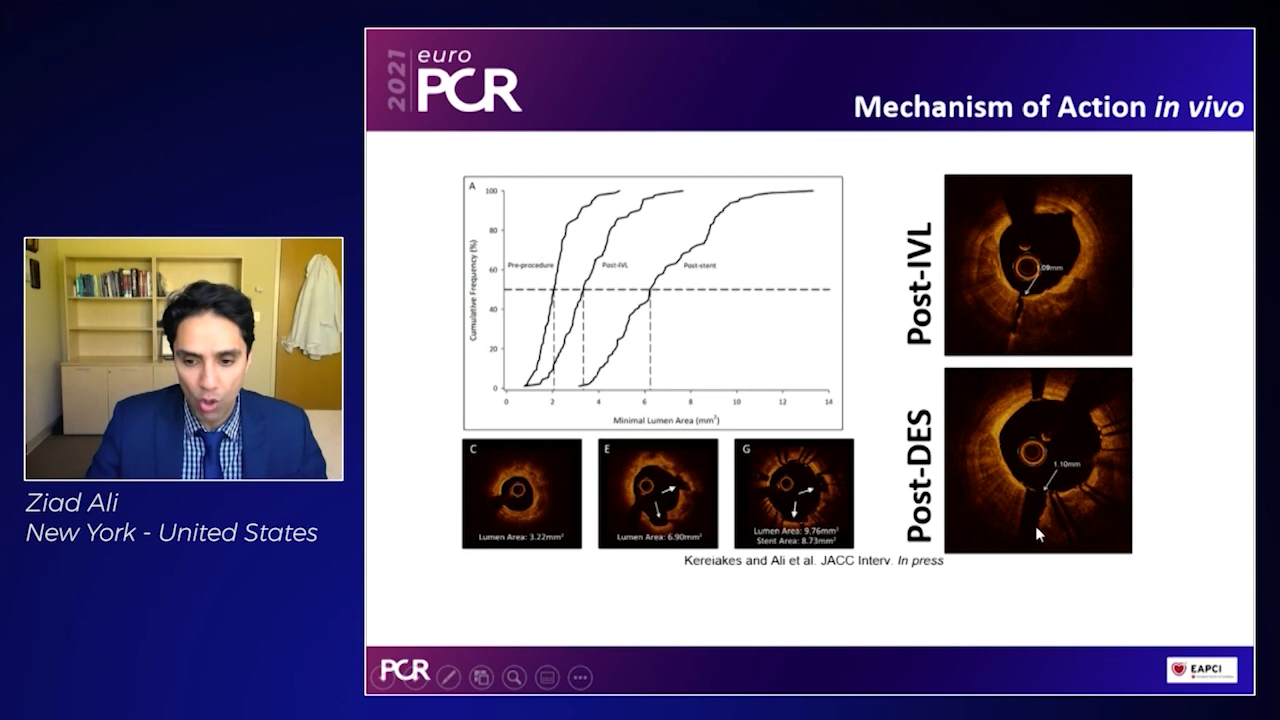 2021
euro
PCR
Mechanism of Action in vivo
A
100
80
60
40
20
0
Cumulative Frequency (%)
Pre-procedure
Post-IVL
Post-stent
0 2 4 6 8 10 12 14
Minimal Lumen Area (mm²)
C
Lumen Area: 3.22mm²
E
Lumen Area: 6.90mm²
G
Lumen Area: 9.76mm²
Stent Area: 8.73mm²
Post-IVL
1.09mm
Post-DES
1.10mm
Kereiakes and Ali et al. JACC Interv. In press
Ziad Ali
New York - United States
PCR
EAPCI